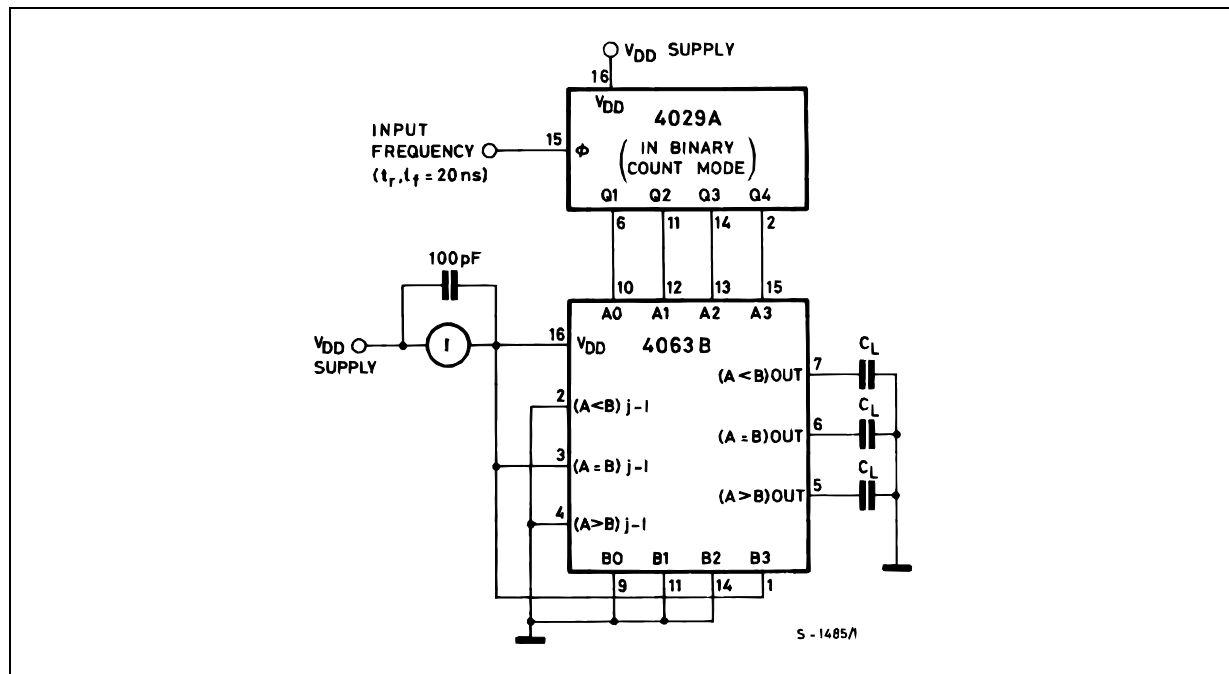 VDD SUPPLY
16
VDD
4029A
INPUT
FREQUENCY
(tr, tf = 20 ns)
15
ϕ
(IN BINARY
COUNT MODE)
Q1 Q2 Q3 Q4
6 11 14 2
100 pF
10 12 13 15
A0 A1 A2 A3
VDD
SUPPLY
I
16
VDD
4063 B
(A<B) OUT
7
CL
2
(A<B) j-1
(A = B) OUT
6
CL
3
(A = B) j-1
(A>B) OUT
5
CL
4
(A>B) j-1
B0 B1 B2 B3
9 11 14 1
S - 1485/1